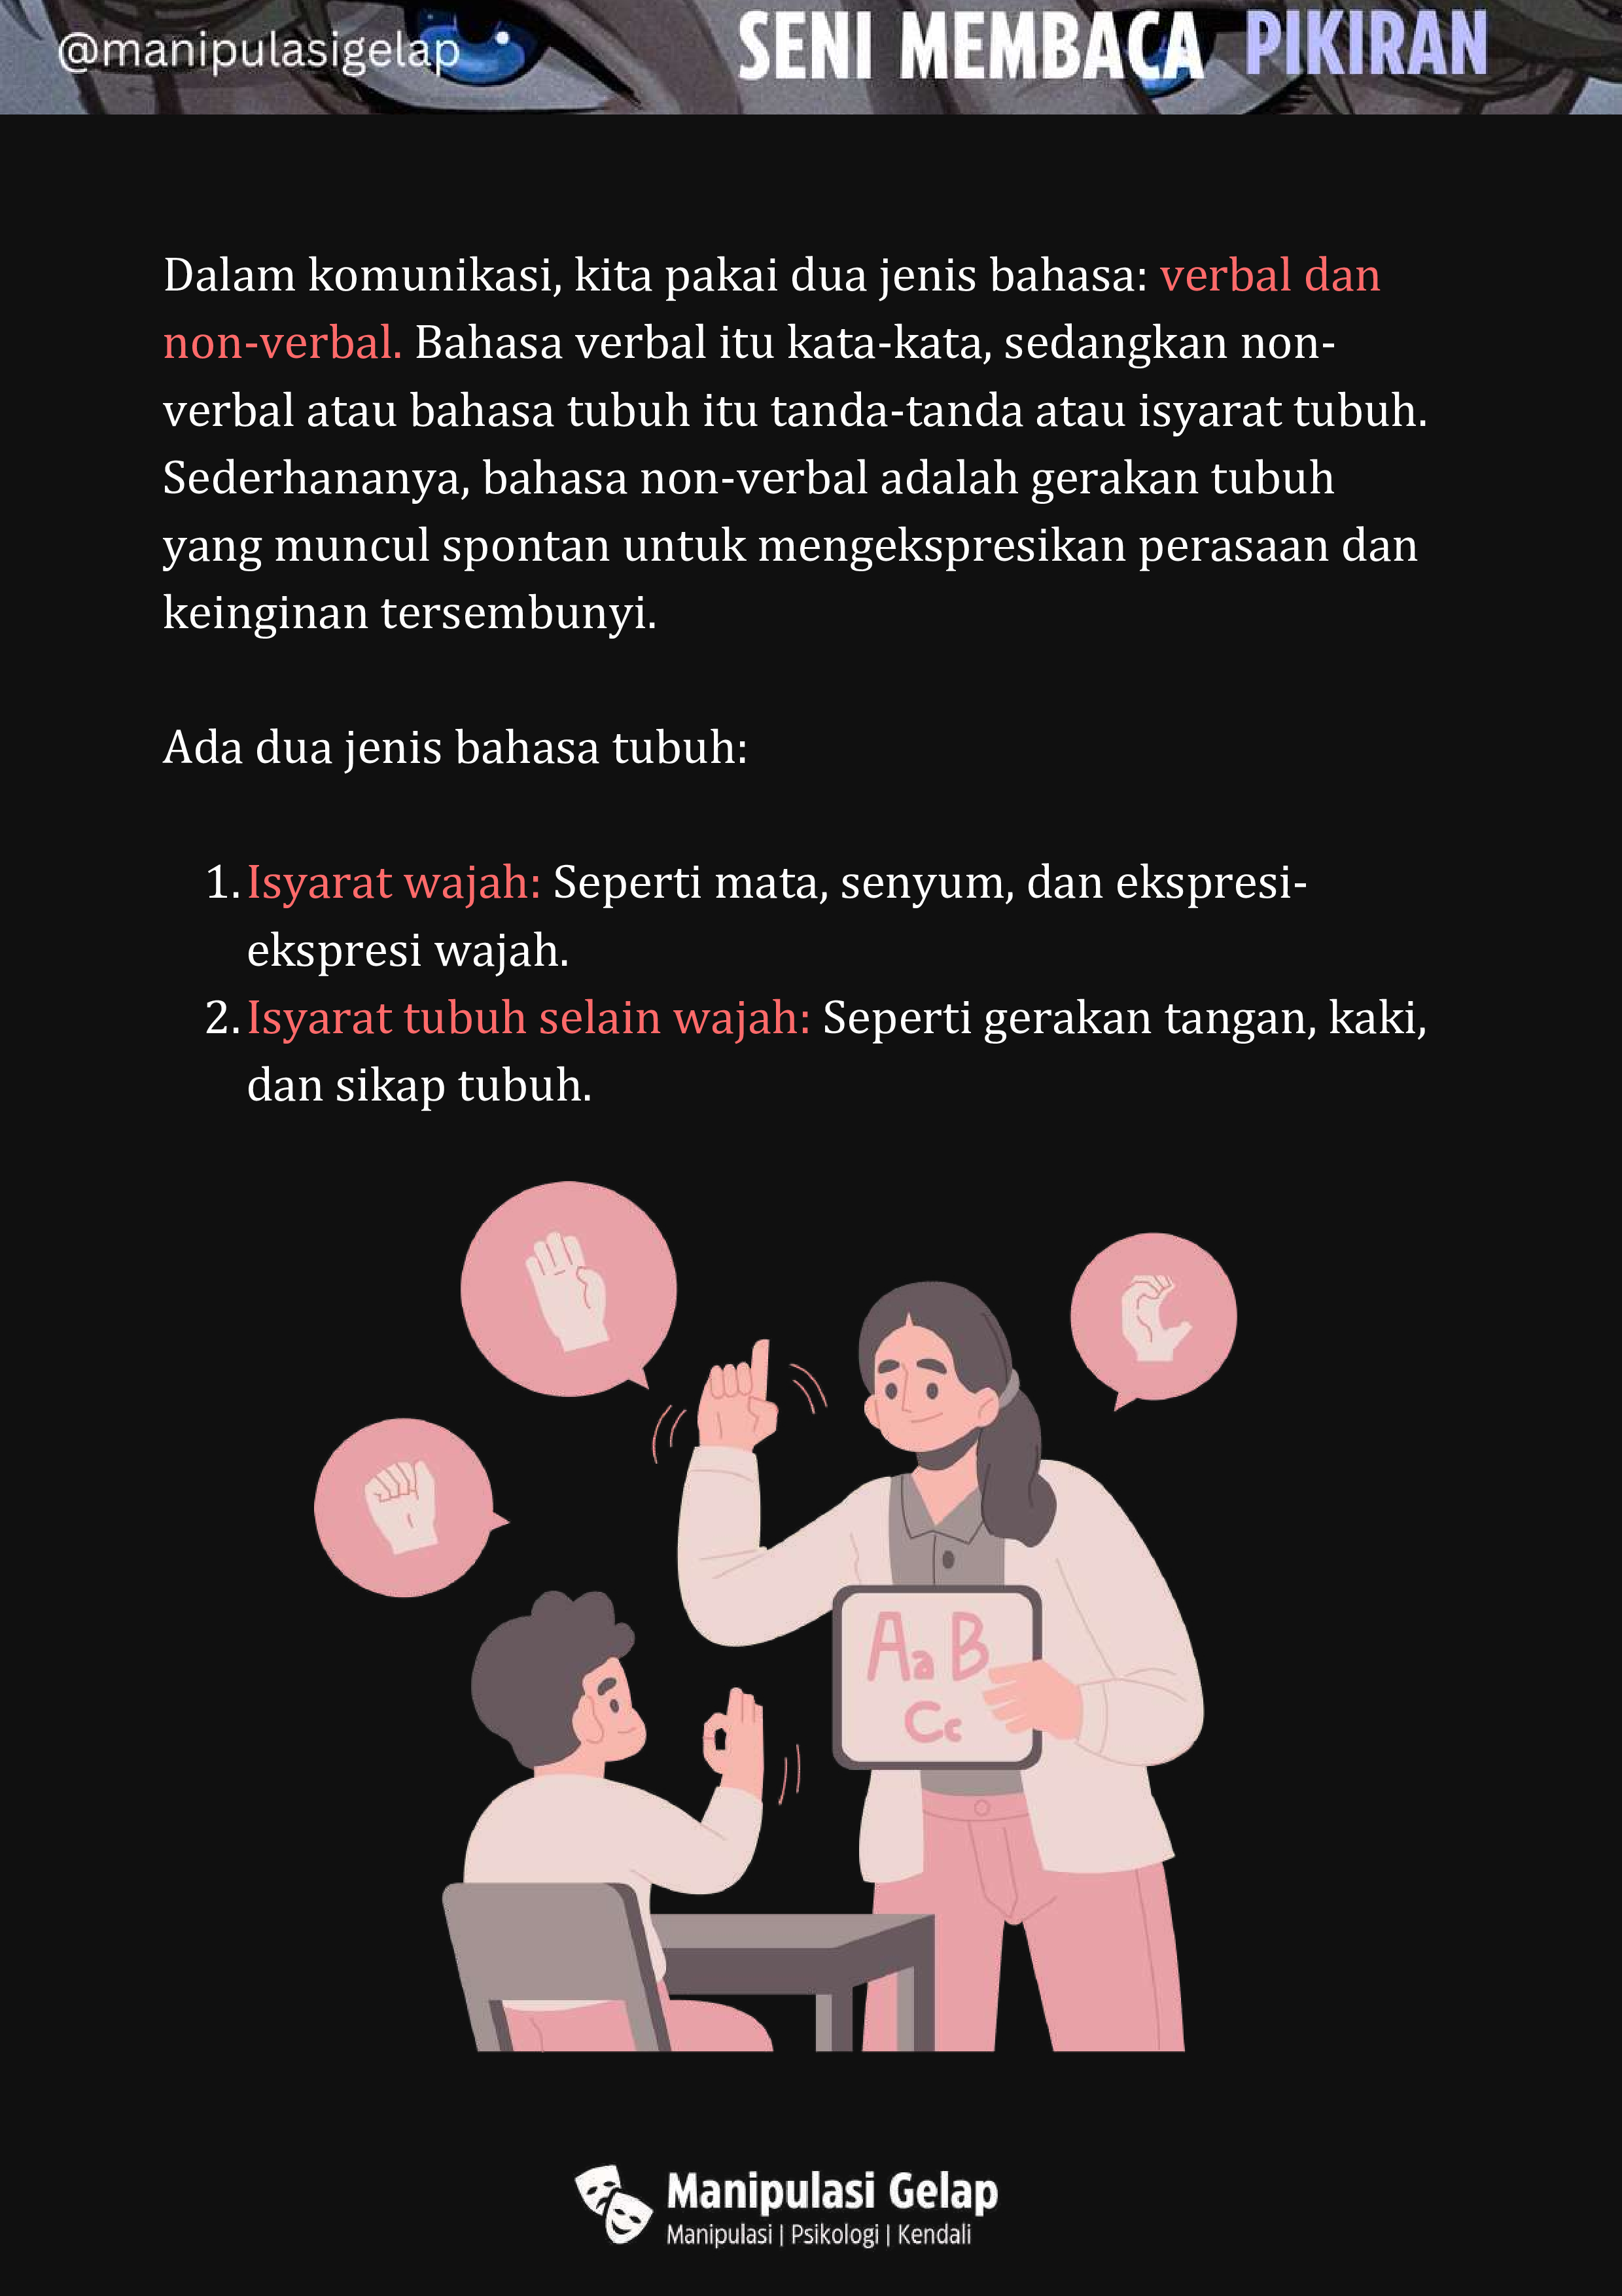 @manipulasigelap
SENI MEMBACA PIKIRAN
Dalam komunikasi, kita pakai dua jenis bahasa: verbal dan
non-verbal. Bahasa verbal itu kata-kata, sedangkan non-
verbal atau bahasa tubuh itu tanda-tanda atau isyarat tubuh.
Sederhananya, bahasa non-verbal adalah gerakan tubuh
yang muncul spontan untuk mengekspresikan perasaan dan
keinginan tersembunyi.
Ada dua jenis bahasa tubuh:
1. Isyarat wajah: Seperti mata, senyum, dan ekspresi-
ekspresi wajah.
2. Isyarat tubuh selain wajah: Seperti gerakan tangan, kaki,
dan sikap tubuh.
Aa B
Cc
Manipulasi Gelap
Manipulasi | Psikologi | Kendali